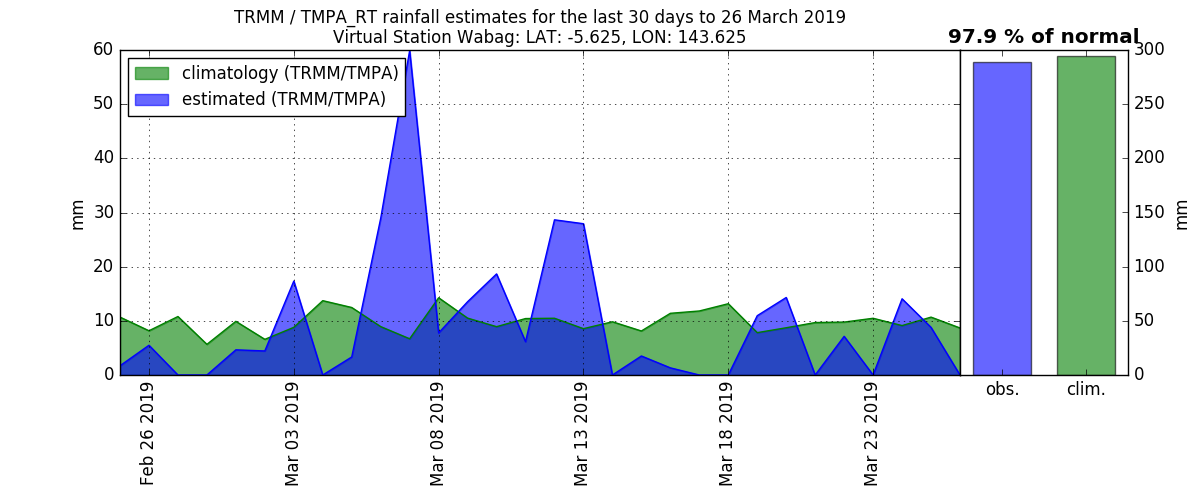 TRMM / TMPA_RT rainfall estimates for the last 30 days to 26 March 2019
Virtual Station Wabag: LAT: -5.625, LON: 143.625
97.9 % of normal
climatology (TRMM/TMPA)
estimated (TRMM/TMPA)
60
50
40
30
20
10
0
mm
Feb 26 2019
Mar 03 2019
Mar 08 2019
Mar 13 2019
Mar 18 2019
Mar 23 2019
obs.
clim.
300
250
200
150
100
50
0
mm